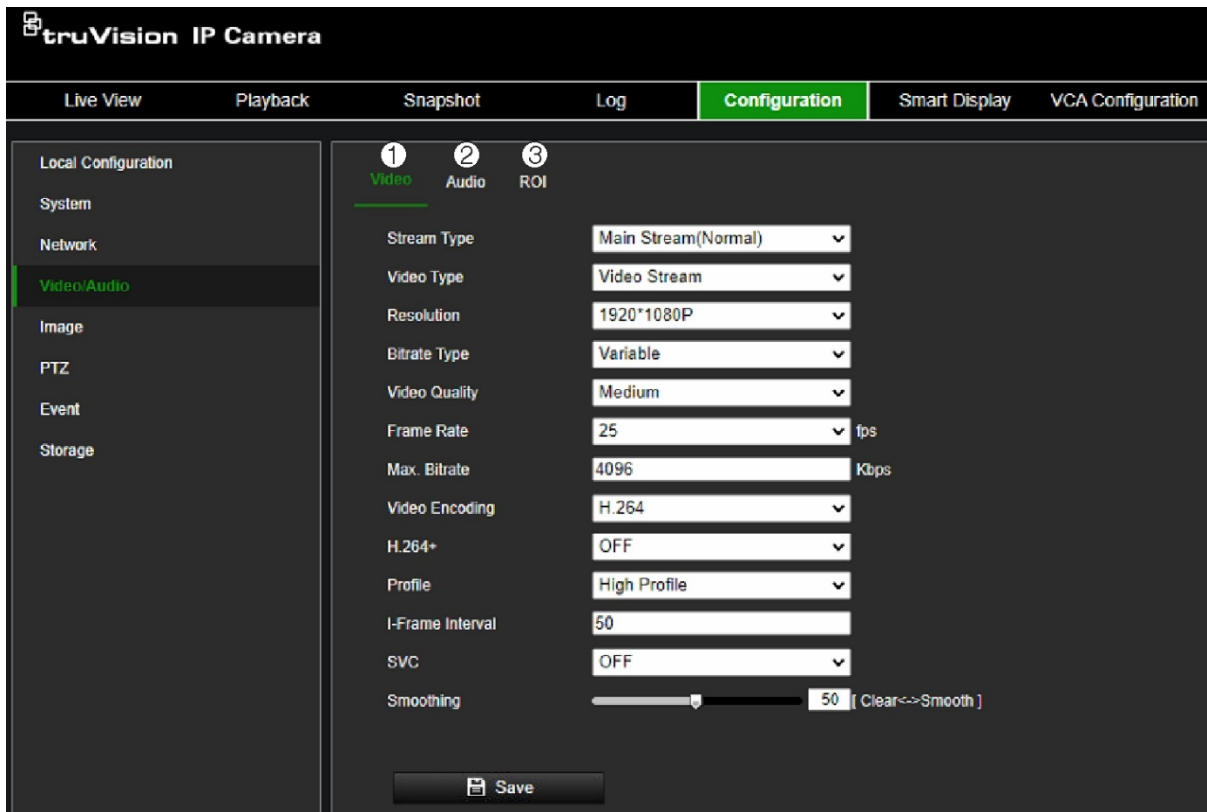 truVision IP Camera
Live View Playback Snapshot Log Configuration Smart Display VCA Configuration
Local Configuration
System
Network
Video/Audio
Image
PTZ
Event
Storage
① ② ③
Video Audio ROI
Stream Type Main Stream(Normal)
Video Type Video Stream
Resolution 1920*1080P
Bitrate Type Variable
Video Quality Medium
Frame Rate 25 fps
Max. Bitrate 4096 Kbps
Video Encoding H.264
H.264+ OFF
Profile High Profile
I-Frame Interval 50
SVC OFF
Smoothing 50 [ Clear<->Smooth ]
Save